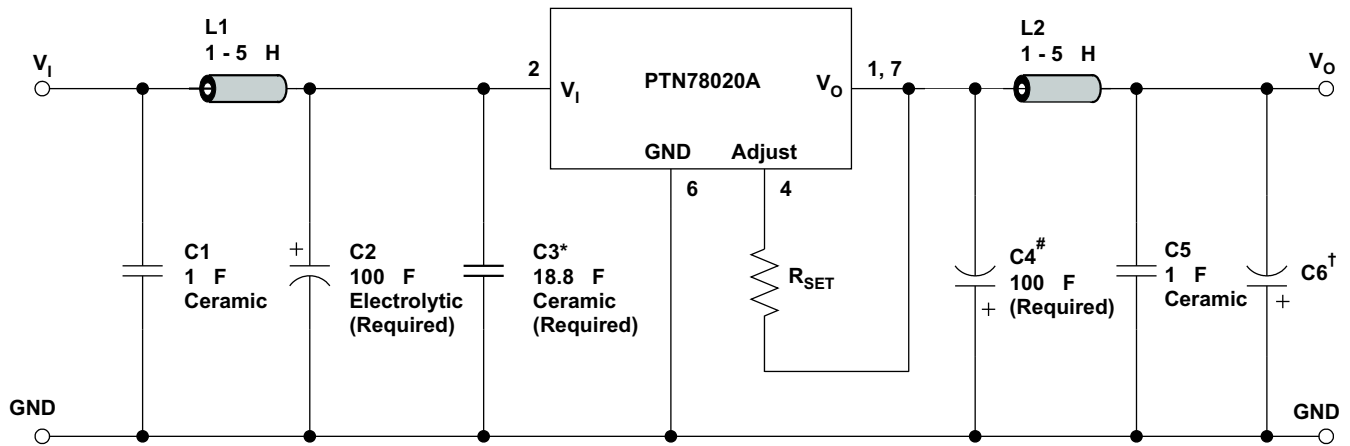 L1
1 - 5 H
V_I
2
V_I
PTN78020A
V_O
1, 7
L2
1 - 5 H
V_O
GND
Adjust
6
4
C1
1 F
Ceramic
+
C2
100 F
Electrolytic
(Required)
C3*
18.8 F
Ceramic
(Required)
R_SET
C4#
100 F
(Required)
+
C5
1 F
Ceramic
C6†
+
GND
GND